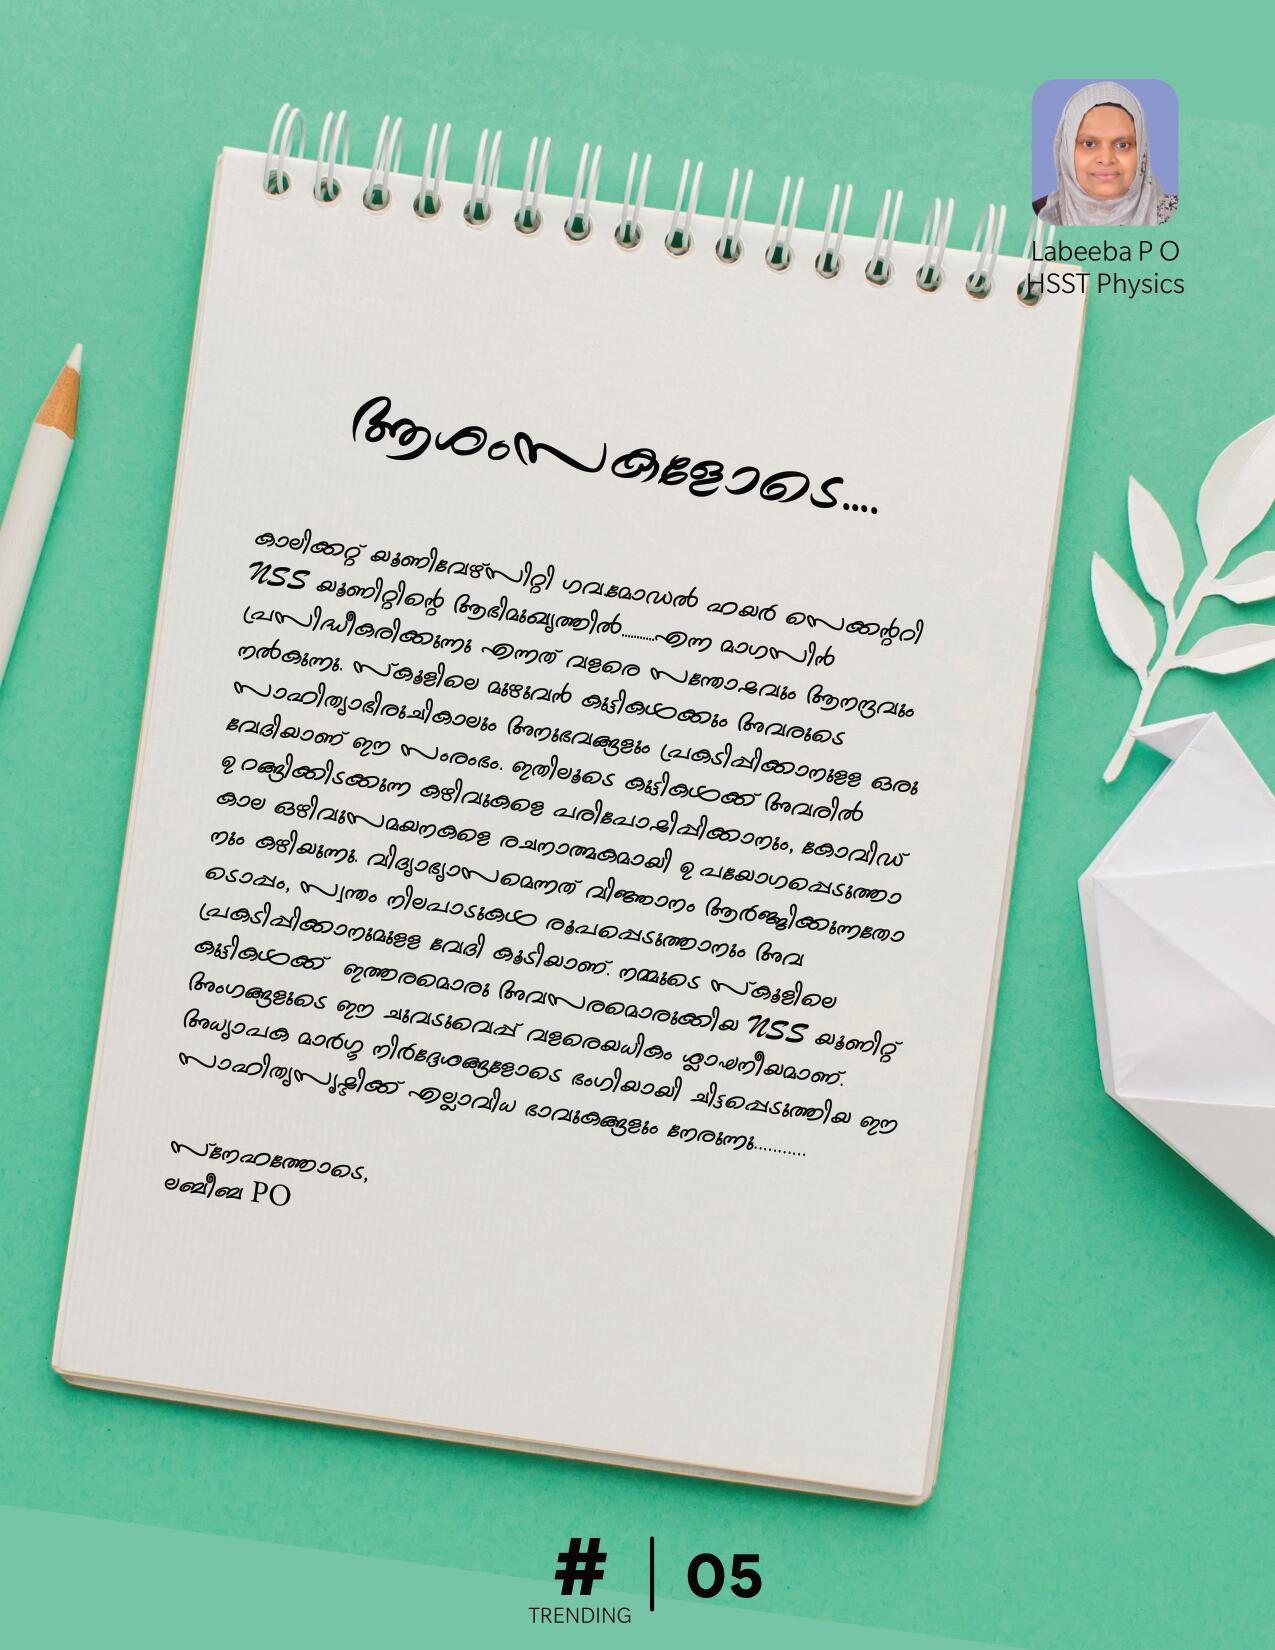 Labeeba P O
HSST Physics
ആശംസകളോടെ....
കാലിക്കറ്റ് യൂണിവേഴ്സിറ്റി ഗവ.മോഡൽ ഹയർ സെക്കന്ററി
NSS യൂണിറ്റിന്റെ ആഭിമുഖ്യത്തിൽ..........എന്ന മാഗസിൻ
പ്രസിദ്ധീകരിക്കുന്നു എന്നത് വളരെ സന്തോഷവും ആനന്ദവും
നൽകുന്നു. സ്കൂളിലെ മുഴുവൻ കുട്ടികൾക്കും അവരുടെ
സാഹിത്യാഭിരുചികാലും അനുഭവങ്ങളും പ്രകടിപ്പിക്കാനുളള ഒരു
വേദിയാണ് ഈ സംരംഭം. ഇതിലൂടെ കുട്ടികൾക്ക് അവരിൽ
ഉറങ്ങിക്കിടക്കുന്ന കഴിവുകളെ പരിപോഷിപ്പിക്കാനും, കോവിഡ്
കാല ഒഴിവുസമയനകളെ രചനാത്മകമായി ഉപയോഗപ്പെടുത്താ
നും കഴിയുന്നു. വിദ്യാഭ്യാസമെന്നത് വിജ്ഞാനം ആർജ്ജിക്കുന്നതോ
ടൊപ്പം, സ്വന്തം നിലപാടുകൾ രൂപപ്പെടുത്താനും അവ
പ്രകടിപ്പിക്കാനുമുളള വേദി കൂടിയാണ്. നമ്മുടെ സ്കൂളിലെ
കുട്ടികൾക്ക് ഇത്തരമൊരു അവസരമൊരുക്കിയ NSS യൂണിറ്റ്
അംഗങ്ങളുടെ ഈ ചുവടുവെപ്പ് വളരെയധികം ശ്ലാഘനീയമാണ്.
അധ്യാപക മാർഗ്ഗ നിർദ്ദേശങ്ങളോടെ ഭംഗിയായി ചിട്ടപ്പെടുത്തിയ ഈ
സാഹിത്യസൃഷ്ടിക്ക് എല്ലാവിധ ഭാവുകങ്ങളും നേരുന്നു...........
സ്നേഹത്തോടെ,
ലബീബ PO
# | 05
TRENDING